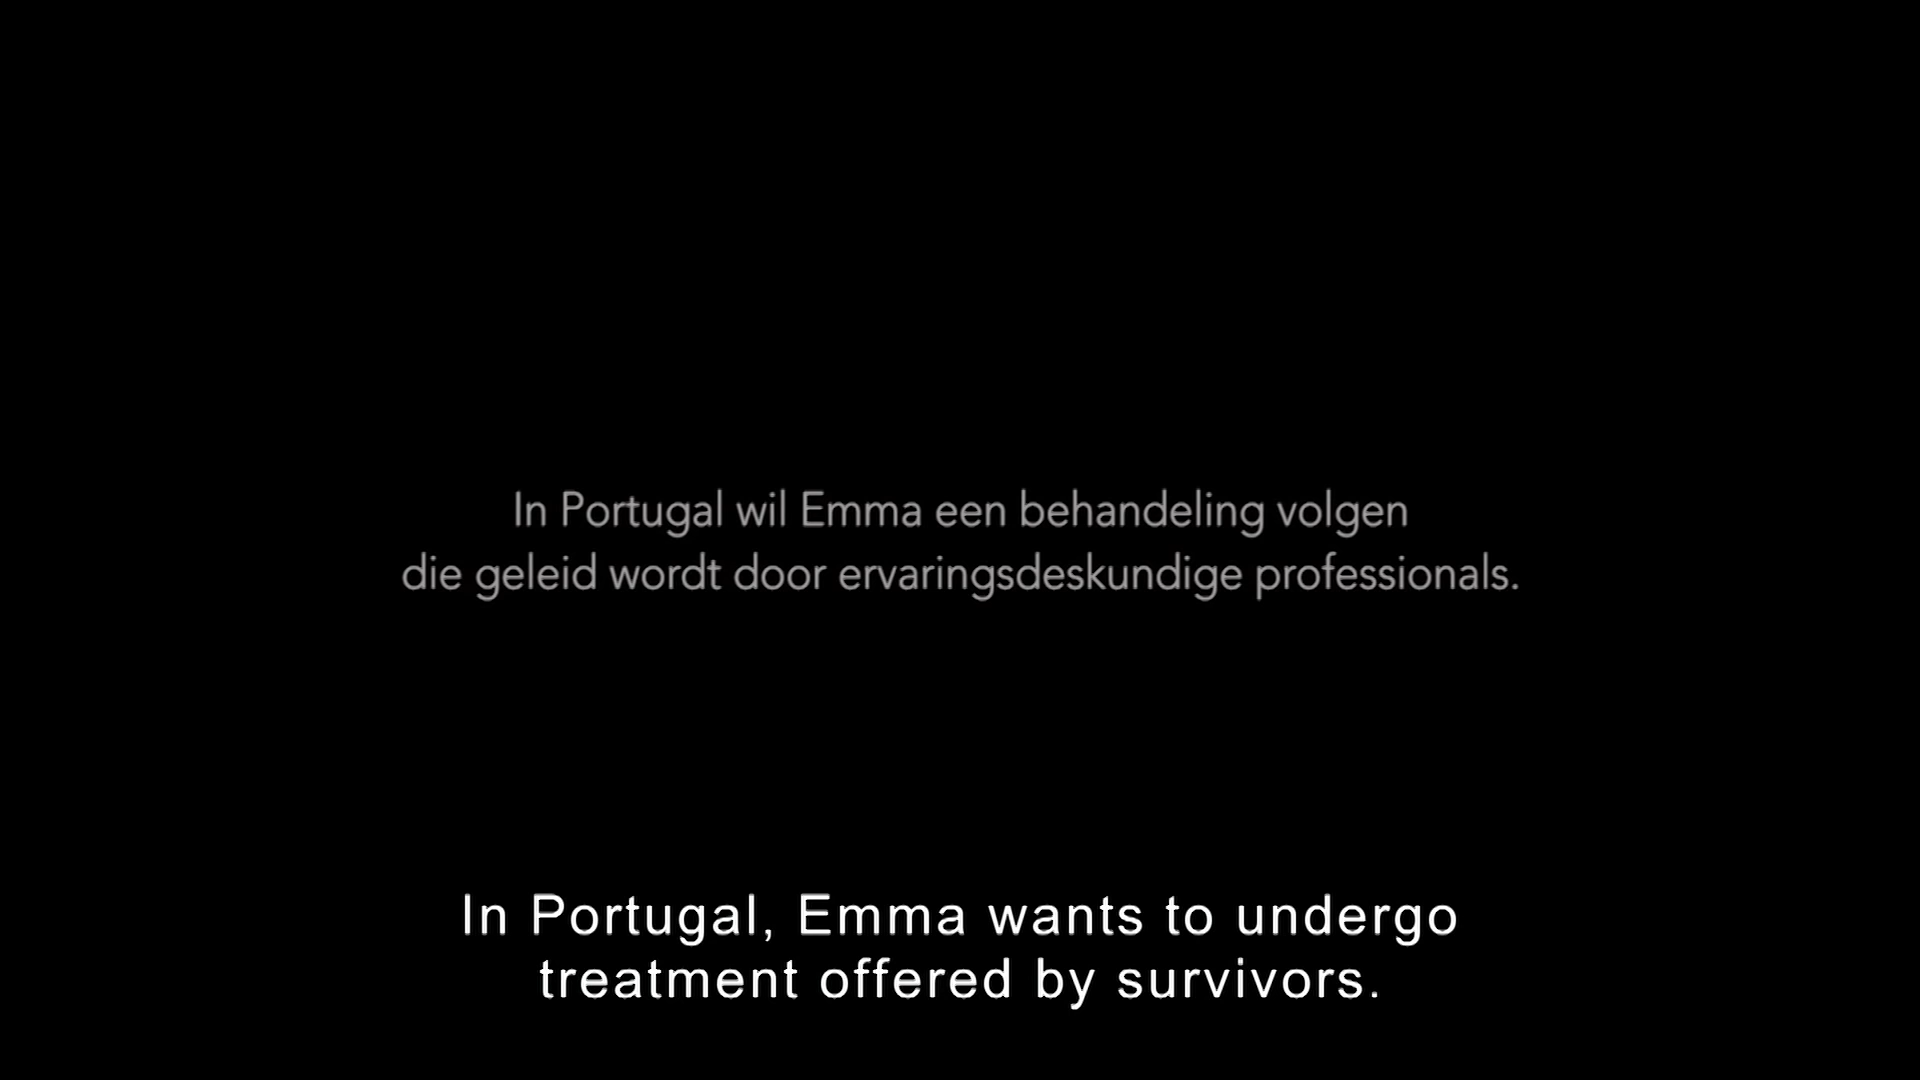 In Portugal wil Emma een behandeling volgen
die geleid wordt door ervaringsdeskundige professionals.
In Portugal, Emma wants to undergo
treatment offered by survivors.